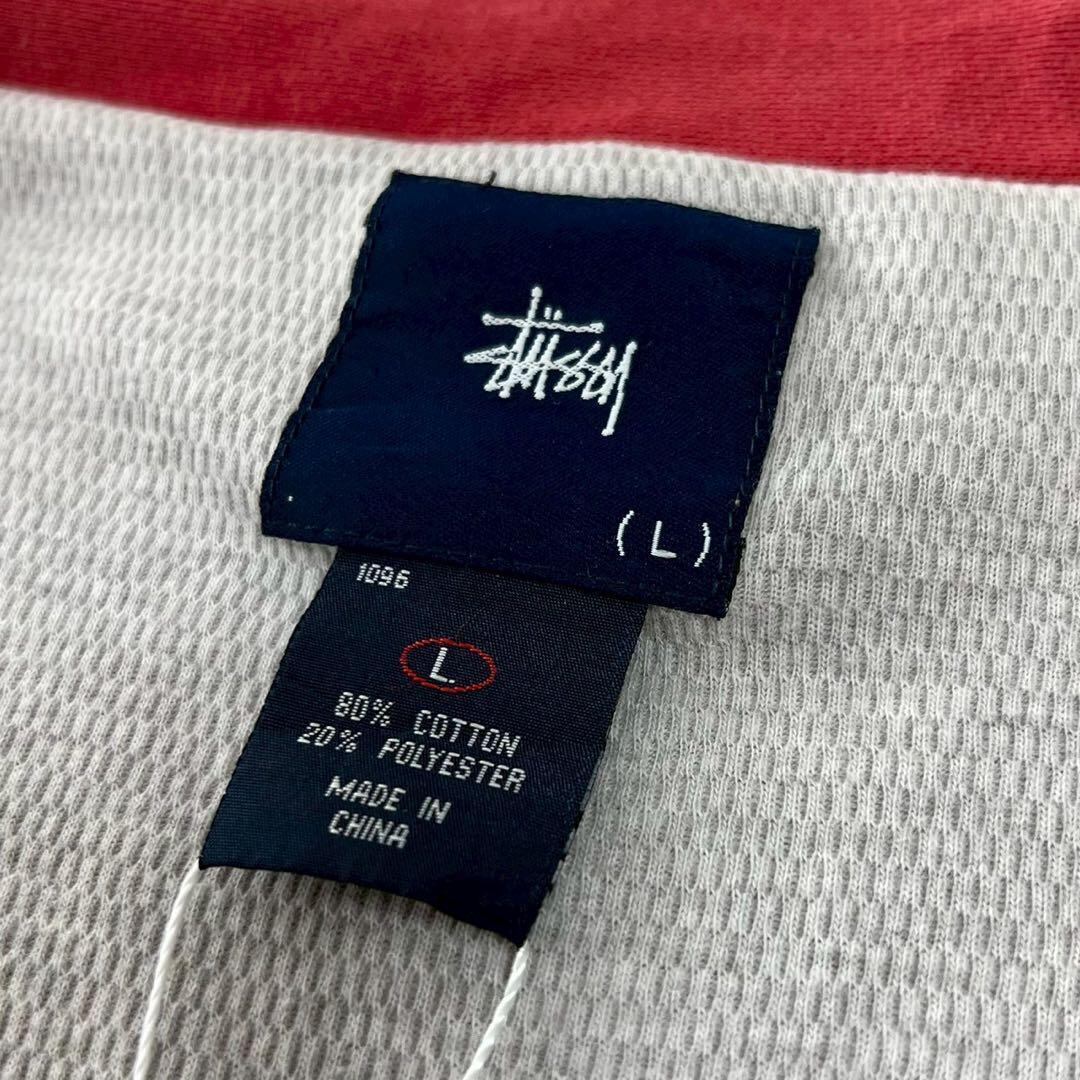 Stüssy
(L)
1096
L.
80% COTTON
20% POLYESTER
MADE IN
CHINA